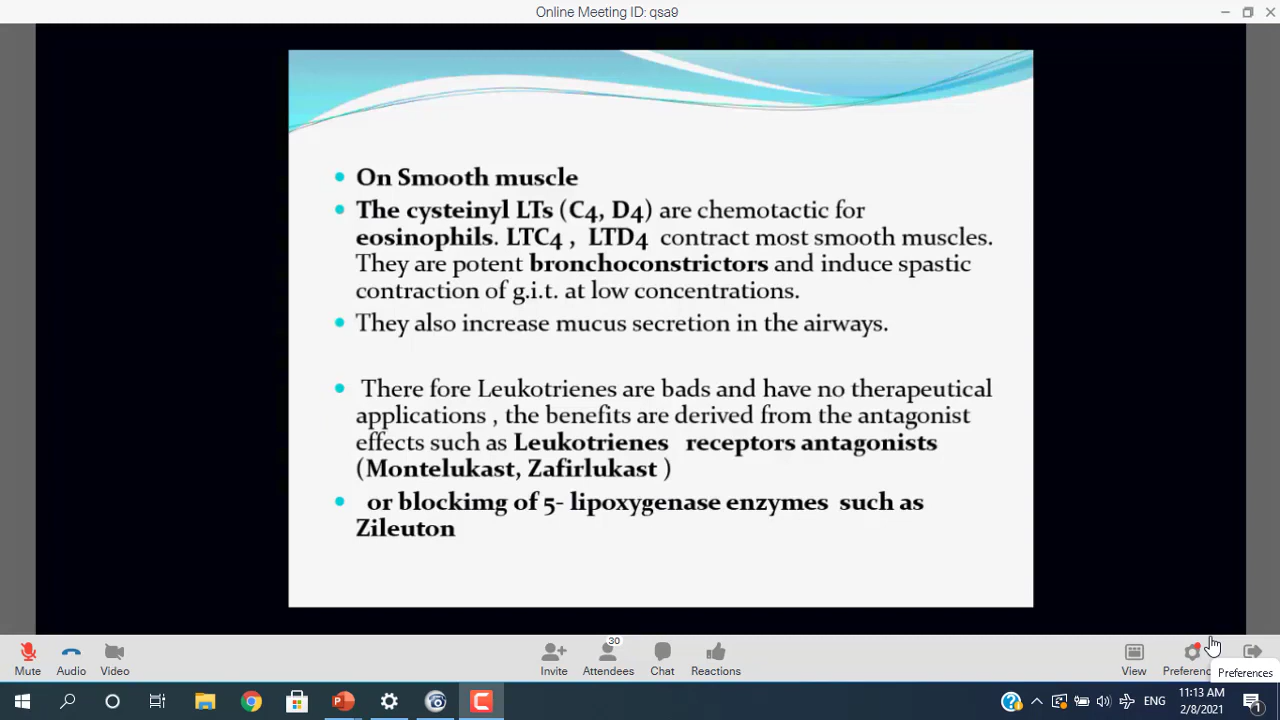 Online Meeting ID: qsa9
On Smooth muscle
The cysteinyl LTs (C4, D4) are chemotactic for
eosinophils. LTC4 , LTD4 contract most smooth muscles.
They are potent bronchoconstrictors and induce spastic
contraction of g.i.t. at low concentrations.
They also increase mucus secretion in the airways.
There fore Leukotrienes are bads and have no therapeutical
applications , the benefits are derived from the antagonist
effects such as Leukotrienes receptors antagonists
(Montelukast, Zafirlukast )
or blockimg of 5- lipoxygenase enzymes such as
Zileuton
30
Mute Audio Video Invite Attendees Chat Reactions View Preferenc
Preferences
ENG
11:13 AM
2/8/2021
1